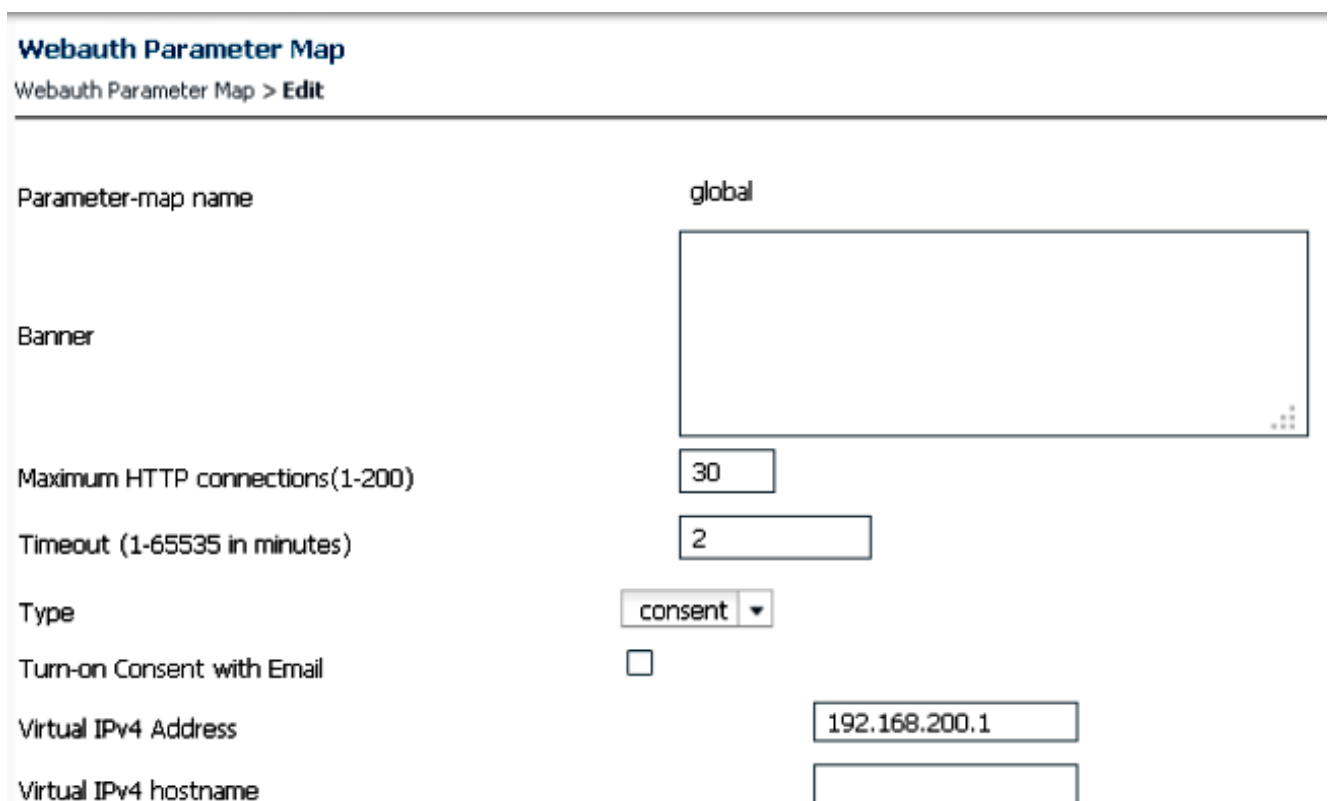 Webauth Parameter Map
Webauth Parameter Map > Edit
Parameter-map name global
Banner
Maximum HTTP connections(1-200) 30
Timeout (1-65535 in minutes) 2
Type consent
Turn-on Consent with Email
Virtual IPv4 Address 192.168.200.1
Virtual IPv4 hostname